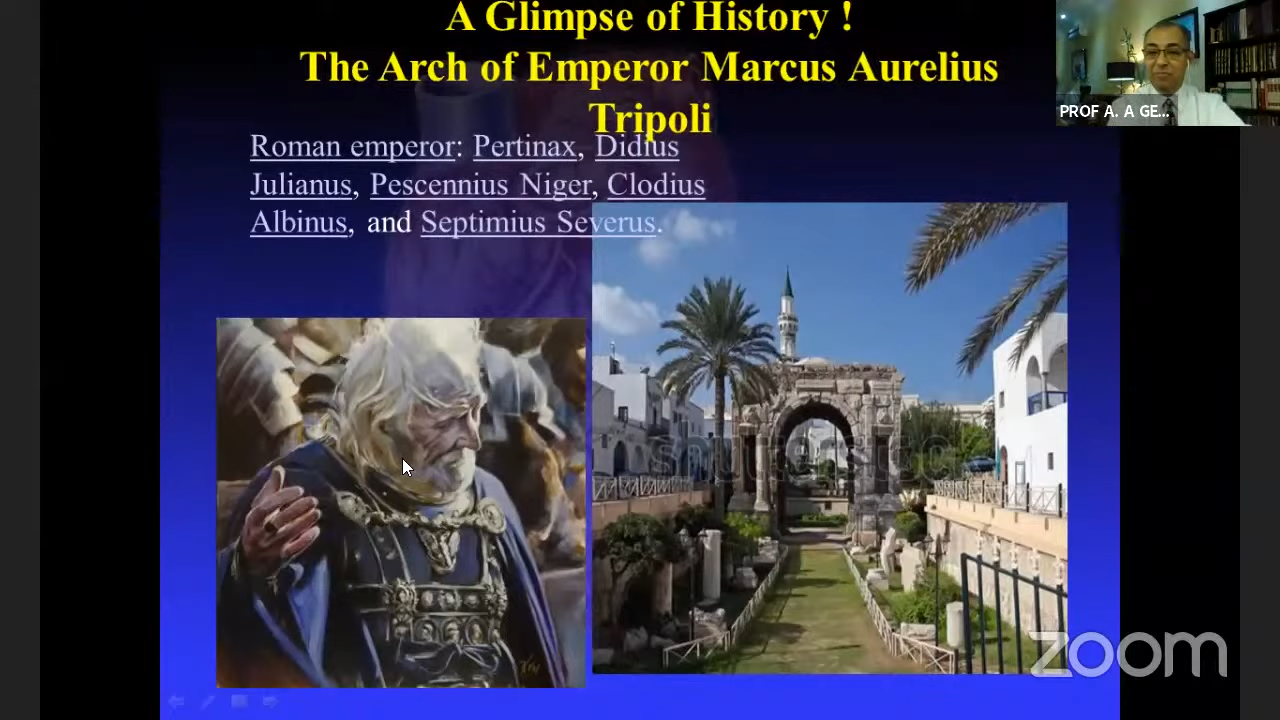 A Glimpse of History !
The Arch of Emperor Marcus Aurelius
Tripoli
Roman emperor: Pertinax, Didius
Julianus, Pescennius Niger, Clodius
Albinus, and Septimius Severus.
PROF A. A GE...
shutterstock
zoom